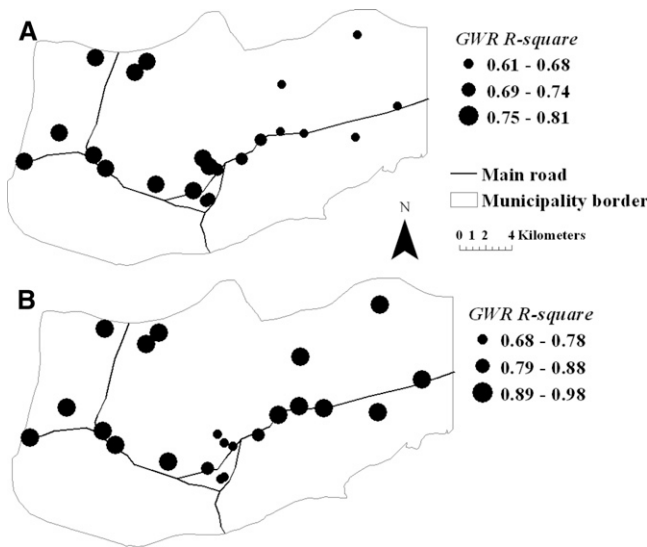 A
GWR R-square
0.61 - 0.68
0.69 - 0.74
0.75 - 0.81
Main road
Municipality border
N
0 1 2 4 Kilometers
B
GWR R-square
0.68 - 0.78
0.79 - 0.88
0.89 - 0.98